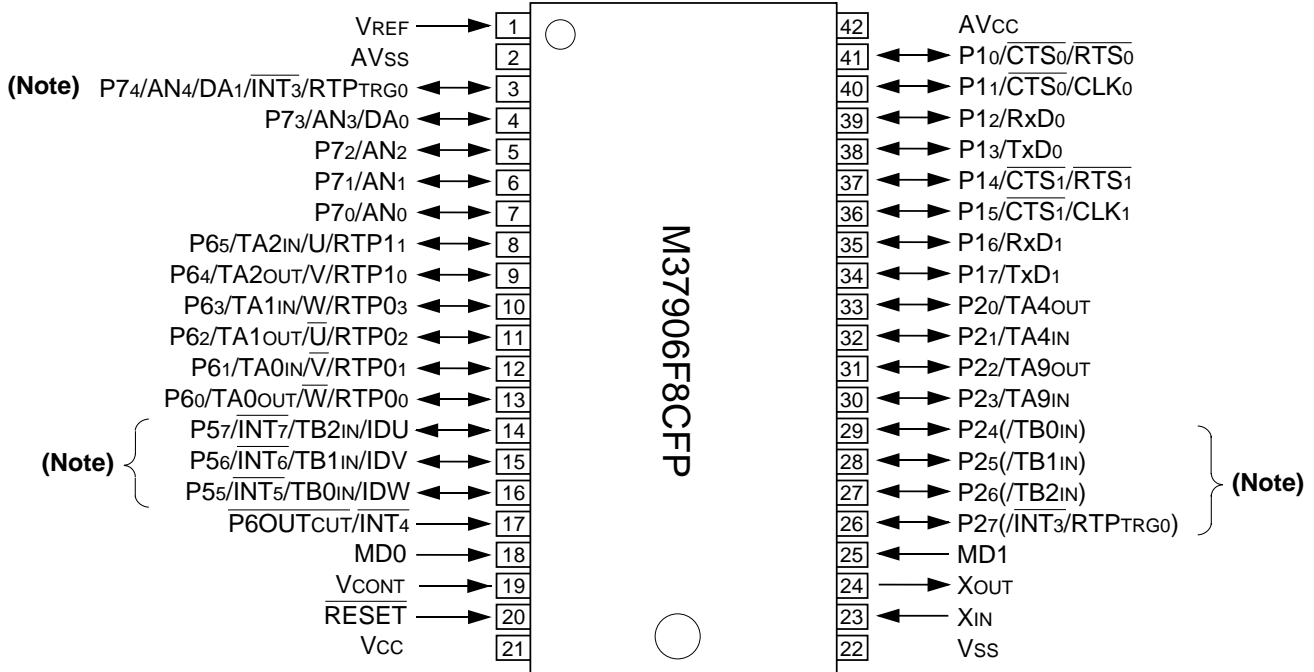 VREF
AVSS
(Note) P74/AN4/DA1/INT3/RTPTRG0
P73/AN3/DA0
P72/AN2
P71/AN1
P70/AN0
P65/TA2IN/U/RTP11
P64/TA2OUT/V/RTP10
P63/TA1IN/W/RTP03
P62/TA1OUT/U̅/RTP02
P61/TA0IN/V̅/RTP01
P60/TA0OUT/W̅/RTP00
P57/INT7/TB2IN/IDU
(Note) P56/INT6/TB1IN/IDV
P55/INT5/TB0IN/IDW
P6OUTCUT/INT4
MD0
VCONT
RESET
VCC
1
2
3
4
5
6
7
8
9
10
11
12
13
14
15
16
17
18
19
20
21
M37906F8CFP
42
41
40
39
38
37
36
35
34
33
32
31
30
29
28
27
26
25
24
23
22
AVCC
P10/CTS0/RTS0
P11/CTS0/CLK0
P12/RxD0
P13/TxD0
P14/CTS1/RTS1
P15/CTS1/CLK1
P16/RxD1
P17/TxD1
P20/TA4OUT
P21/TA4IN
P22/TA9OUT
P23/TA9IN
P24(/TB0IN)
P25(/TB1IN)
P26(/TB2IN)
(Note)
P27(/INT3/RTPTRG0)
MD1
XOUT
XIN
VSS